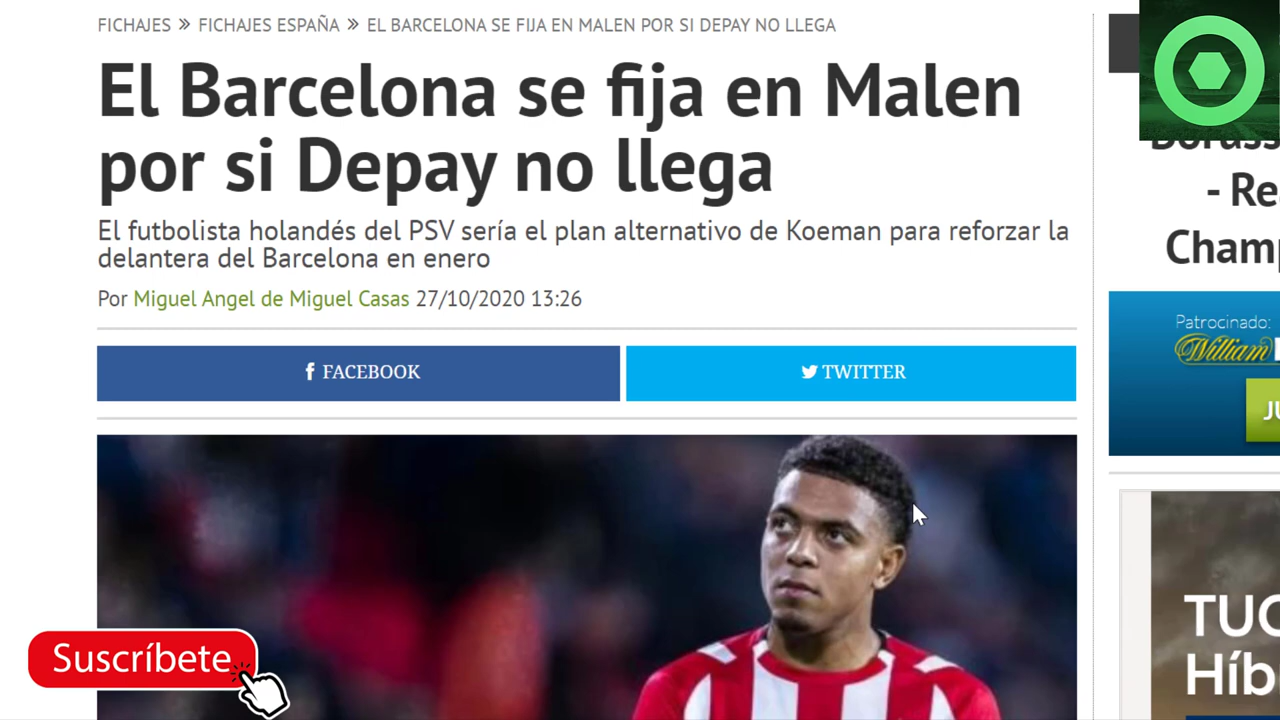 FICHAJES » FICHAJES ESPAÑA » EL BARCELONA SE FIJA EN MALEN POR SI DEPAY NO LLEGA
El Barcelona se fija en Malen
por si Depay no llega
El futbolista holandés del PSV sería el plan alternativo de Koeman para reforzar la
delantera del Barcelona en enero
Por Miguel Angel de Miguel Casas 27/10/2020 13:26
FACEBOOK
TWITTER
- Re
Champ
Patrocinado:
William
JU
TUC
Híb
Suscríbete